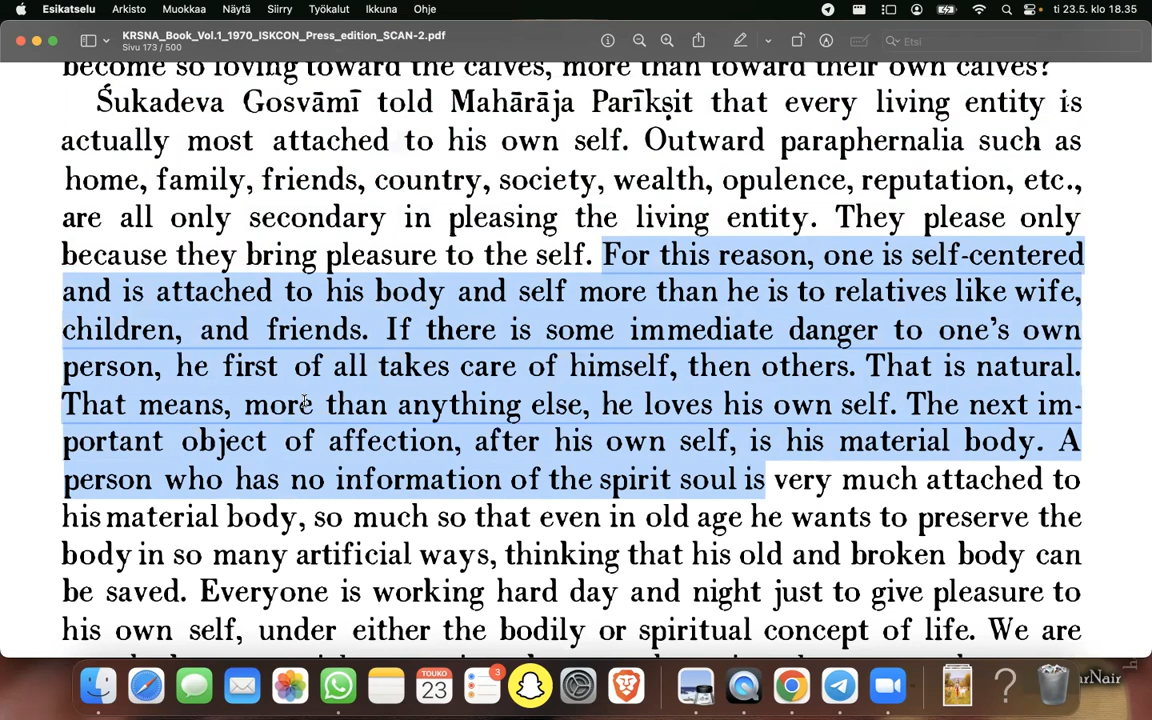 Esikatselu Arkisto Muokkaa Näytä Siirry Työkalut Ikkuna Ohje ti 23.5. klo 18.35
KRSNA_Book_Vol.1_1970_ISKCON_Press_edition_SCAN-2.pdf
Sivu 173 / 500
Etsi
become so loving toward the calves, more than toward their own calves?
Śukadeva Gosvāmī told Mahārāja Parīkṣit that every living entity is
actually most attached to his own self. Outward paraphernalia such as
home, family, friends, country, society, wealth, opulence, reputation, etc.,
are all only secondary in pleasing the living entity. They please only
because they bring pleasure to the self. For this reason, one is self-centered
and is attached to his body and self more than he is to relatives like wife,
children, and friends. If there is some immediate danger to one's own
person, he first of all takes care of himself, then others. That is natural.
That means, more than anything else, he loves his own self. The next im-
portant object of affection, after his own self, is his material body. A
person who has no information of the spirit soul is very much attached to
his material body, so much so that even in old age he wants to preserve the
body in so many artificial ways, thinking that his old and broken body can
be saved. Everyone is working hard day and night just to give pleasure to
his own self, under either the bodily or spiritual concept of life. We are
TOUKO
23
3